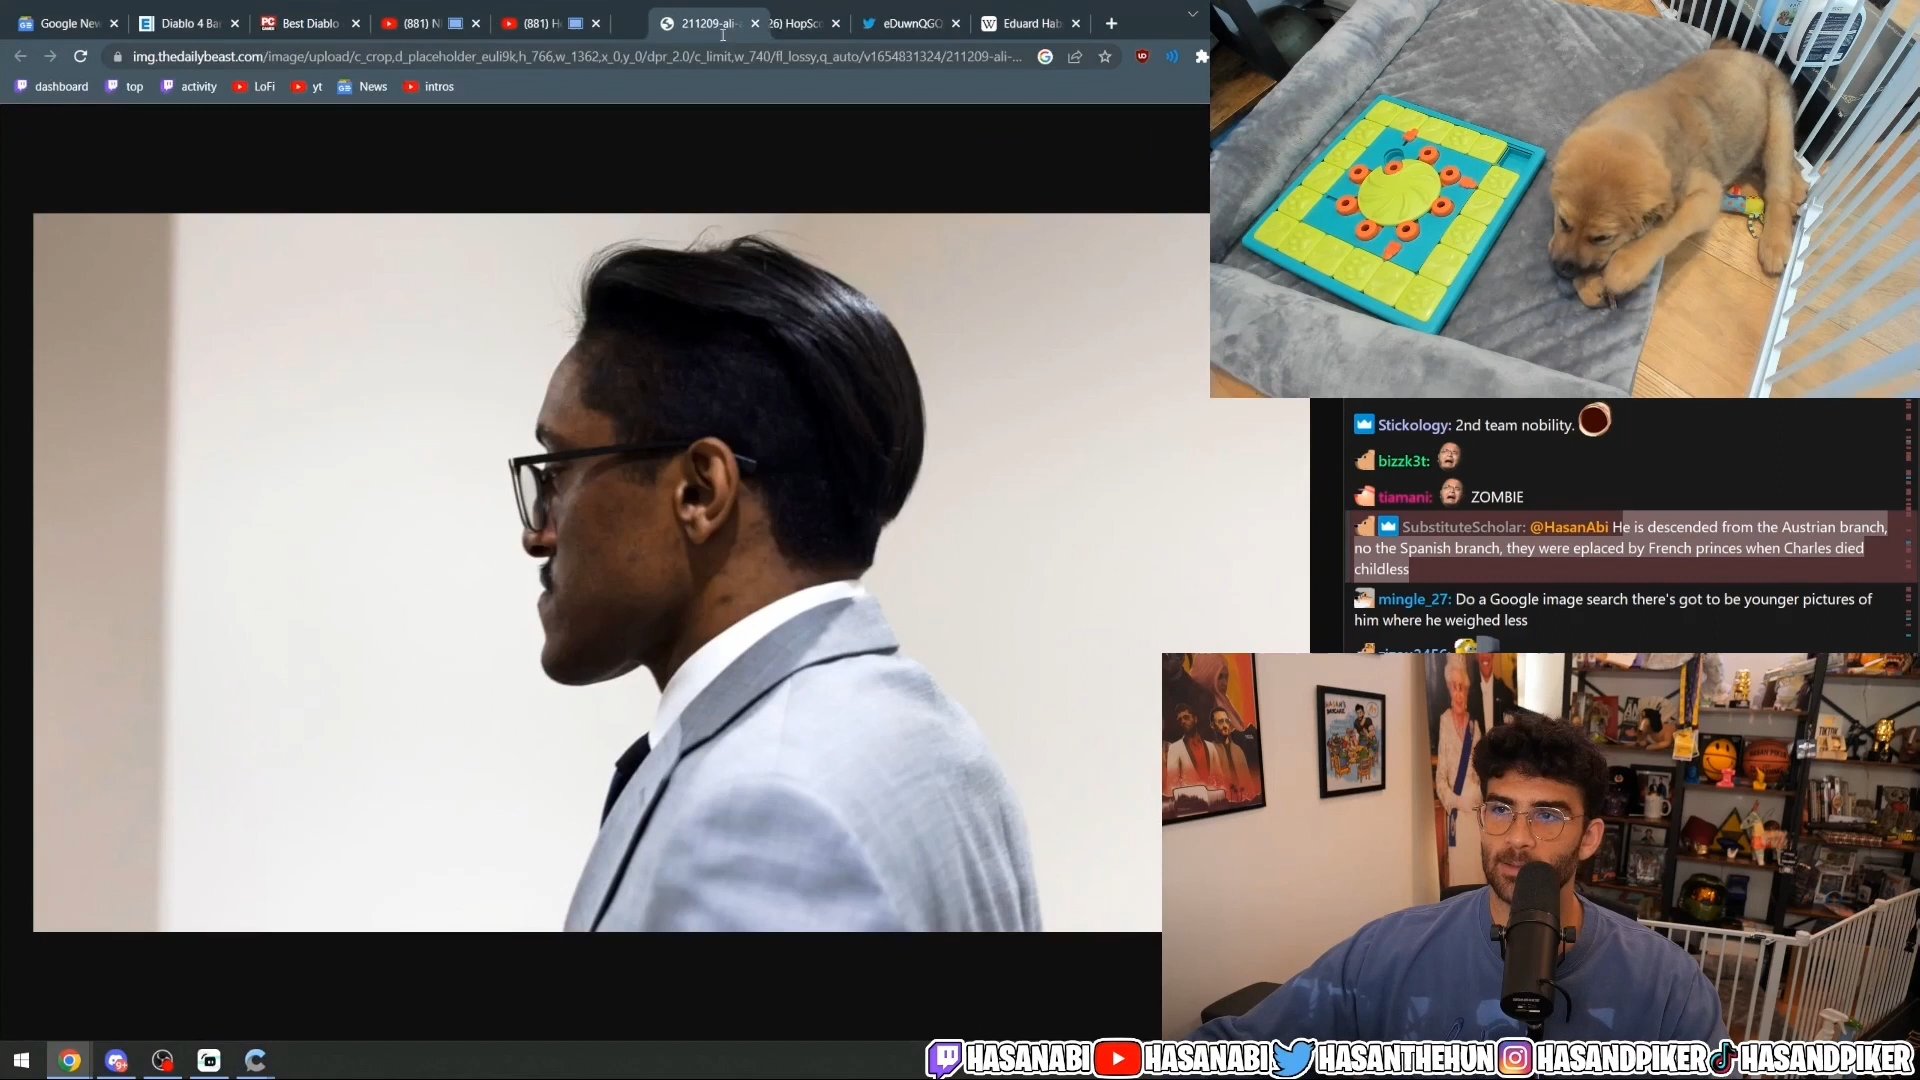 Google New
Diablo 4 Ba
Best Diablo
(881) N
(881) H
211209-ali-
26) HopSc
eDuwnQGC
Eduard Hab
img.thedailybeast.com/image/upload/c_crop,d_placeholder_euli9k,h_766,w_1362,x_0,y_0/dpr_2.0/c_limit,w_740/fl_lossy,q_auto/v1654831324/211209-ali-...
dashboard
top
activity
LoFi
yt
News
intros
Stickology: 2nd team nobility.
bizzk3t:
tiamani: ZOMBIE
SubstituteScholar: @HasanAbi He is descended from the Austrian branch,
no the Spanish branch, they were eplaced by French princes when Charles died
childless
mingle_27: Do a Google image search there's got to be younger pictures of
him where he weighed less
HASANABI HASANABI HASANTHEHUN HASANDPIKER HASANDPIKER